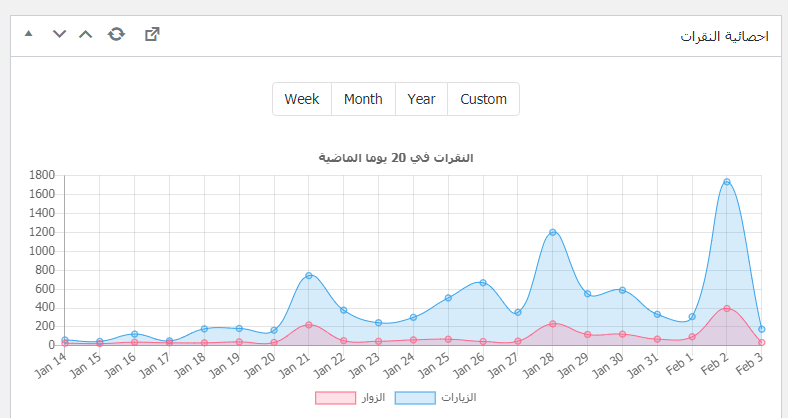 احصائية النقرات
Week Month Year Custom
النقرات في 20 يوما الماضية
1800
1600
1400
1200
1000
800
600
400
200
0
Jan 14 Jan 15 Jan 16 Jan 17 Jan 18 Jan 19 Jan 20 Jan 21 Jan 22 Jan 23 Jan 24 Jan 25 Jan 26 Jan 27 Jan 28 Jan 29 Jan 30 Jan 31 Feb 1 Feb 2 Feb 3
الزيارات الزوار